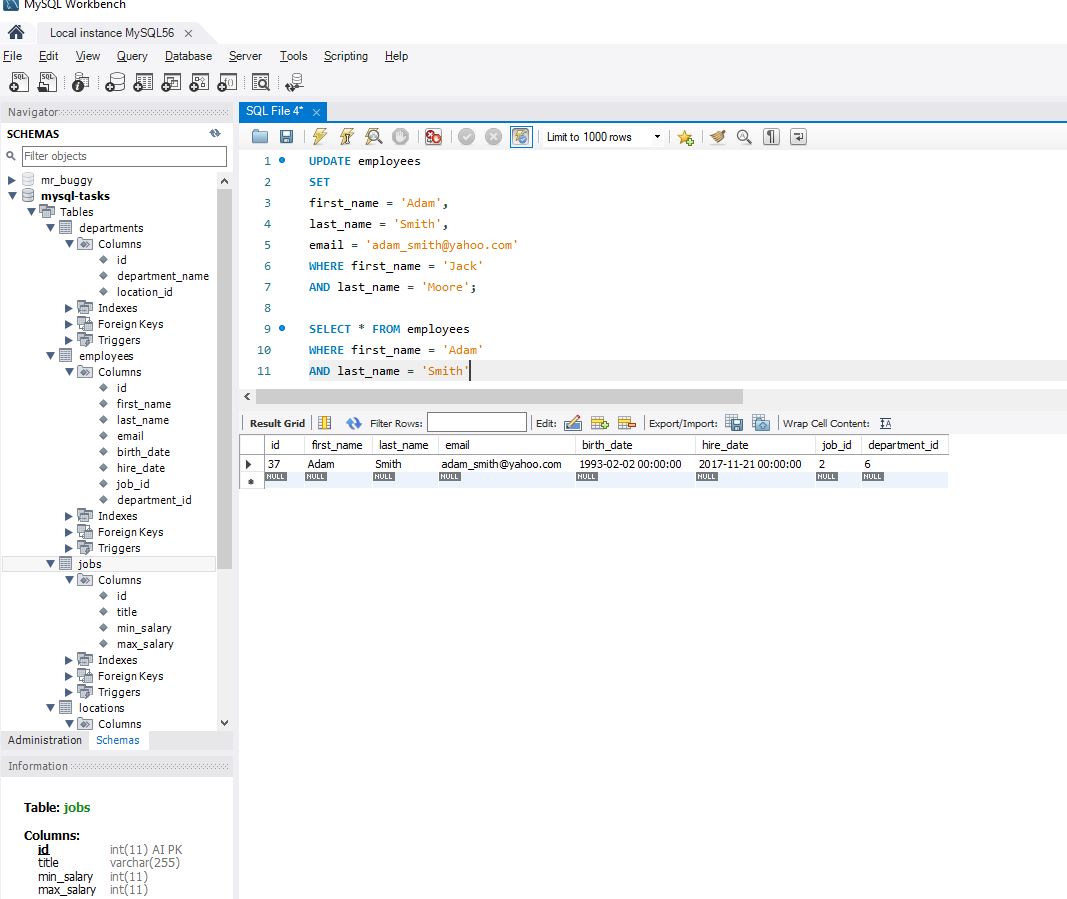 MySQL Workbench
Local instance MySQL56 ×
File Edit View Query Database Server Tools Scripting Help
Navigator
SCHEMAS
Filter objects
mr_buggy
mysql-tasks
Tables
departments
Columns
id
department_name
location_id
Indexes
Foreign Keys
Triggers
employees
Columns
id
first_name
last_name
email
birth_date
hire_date
job_id
department_id
Indexes
Foreign Keys
Triggers
jobs
Columns
id
title
min_salary
max_salary
Indexes
Foreign Keys
Triggers
locations
Columns
Administration Schemas
Information
Table: jobs
Columns:
id int(11) AI PK
title varchar(255)
min_salary int(11)
max_salary int(11)
SQL File 4* ×
Limit to 1000 rows
1 UPDATE employees
2 SET
3 first_name = 'Adam',
4 last_name = 'Smith',
5 email = 'adam_smith@yahoo.com'
6 WHERE first_name = 'Jack'
7 AND last_name = 'Moore';
8
9 SELECT * FROM employees
10 WHERE first_name = 'Adam'
11 AND last_name = 'Smith'
Result Grid Filter Rows: Edit: Export/Import: Wrap Cell Content:
id first_name last_name email birth_date hire_date job_id department_id
37 Adam Smith adam_smith@yahoo.com 1993-02-02 00:00:00 2017-11-21 00:00:00 2 6
NULL NULL NULL NULL NULL NULL NULL NULL